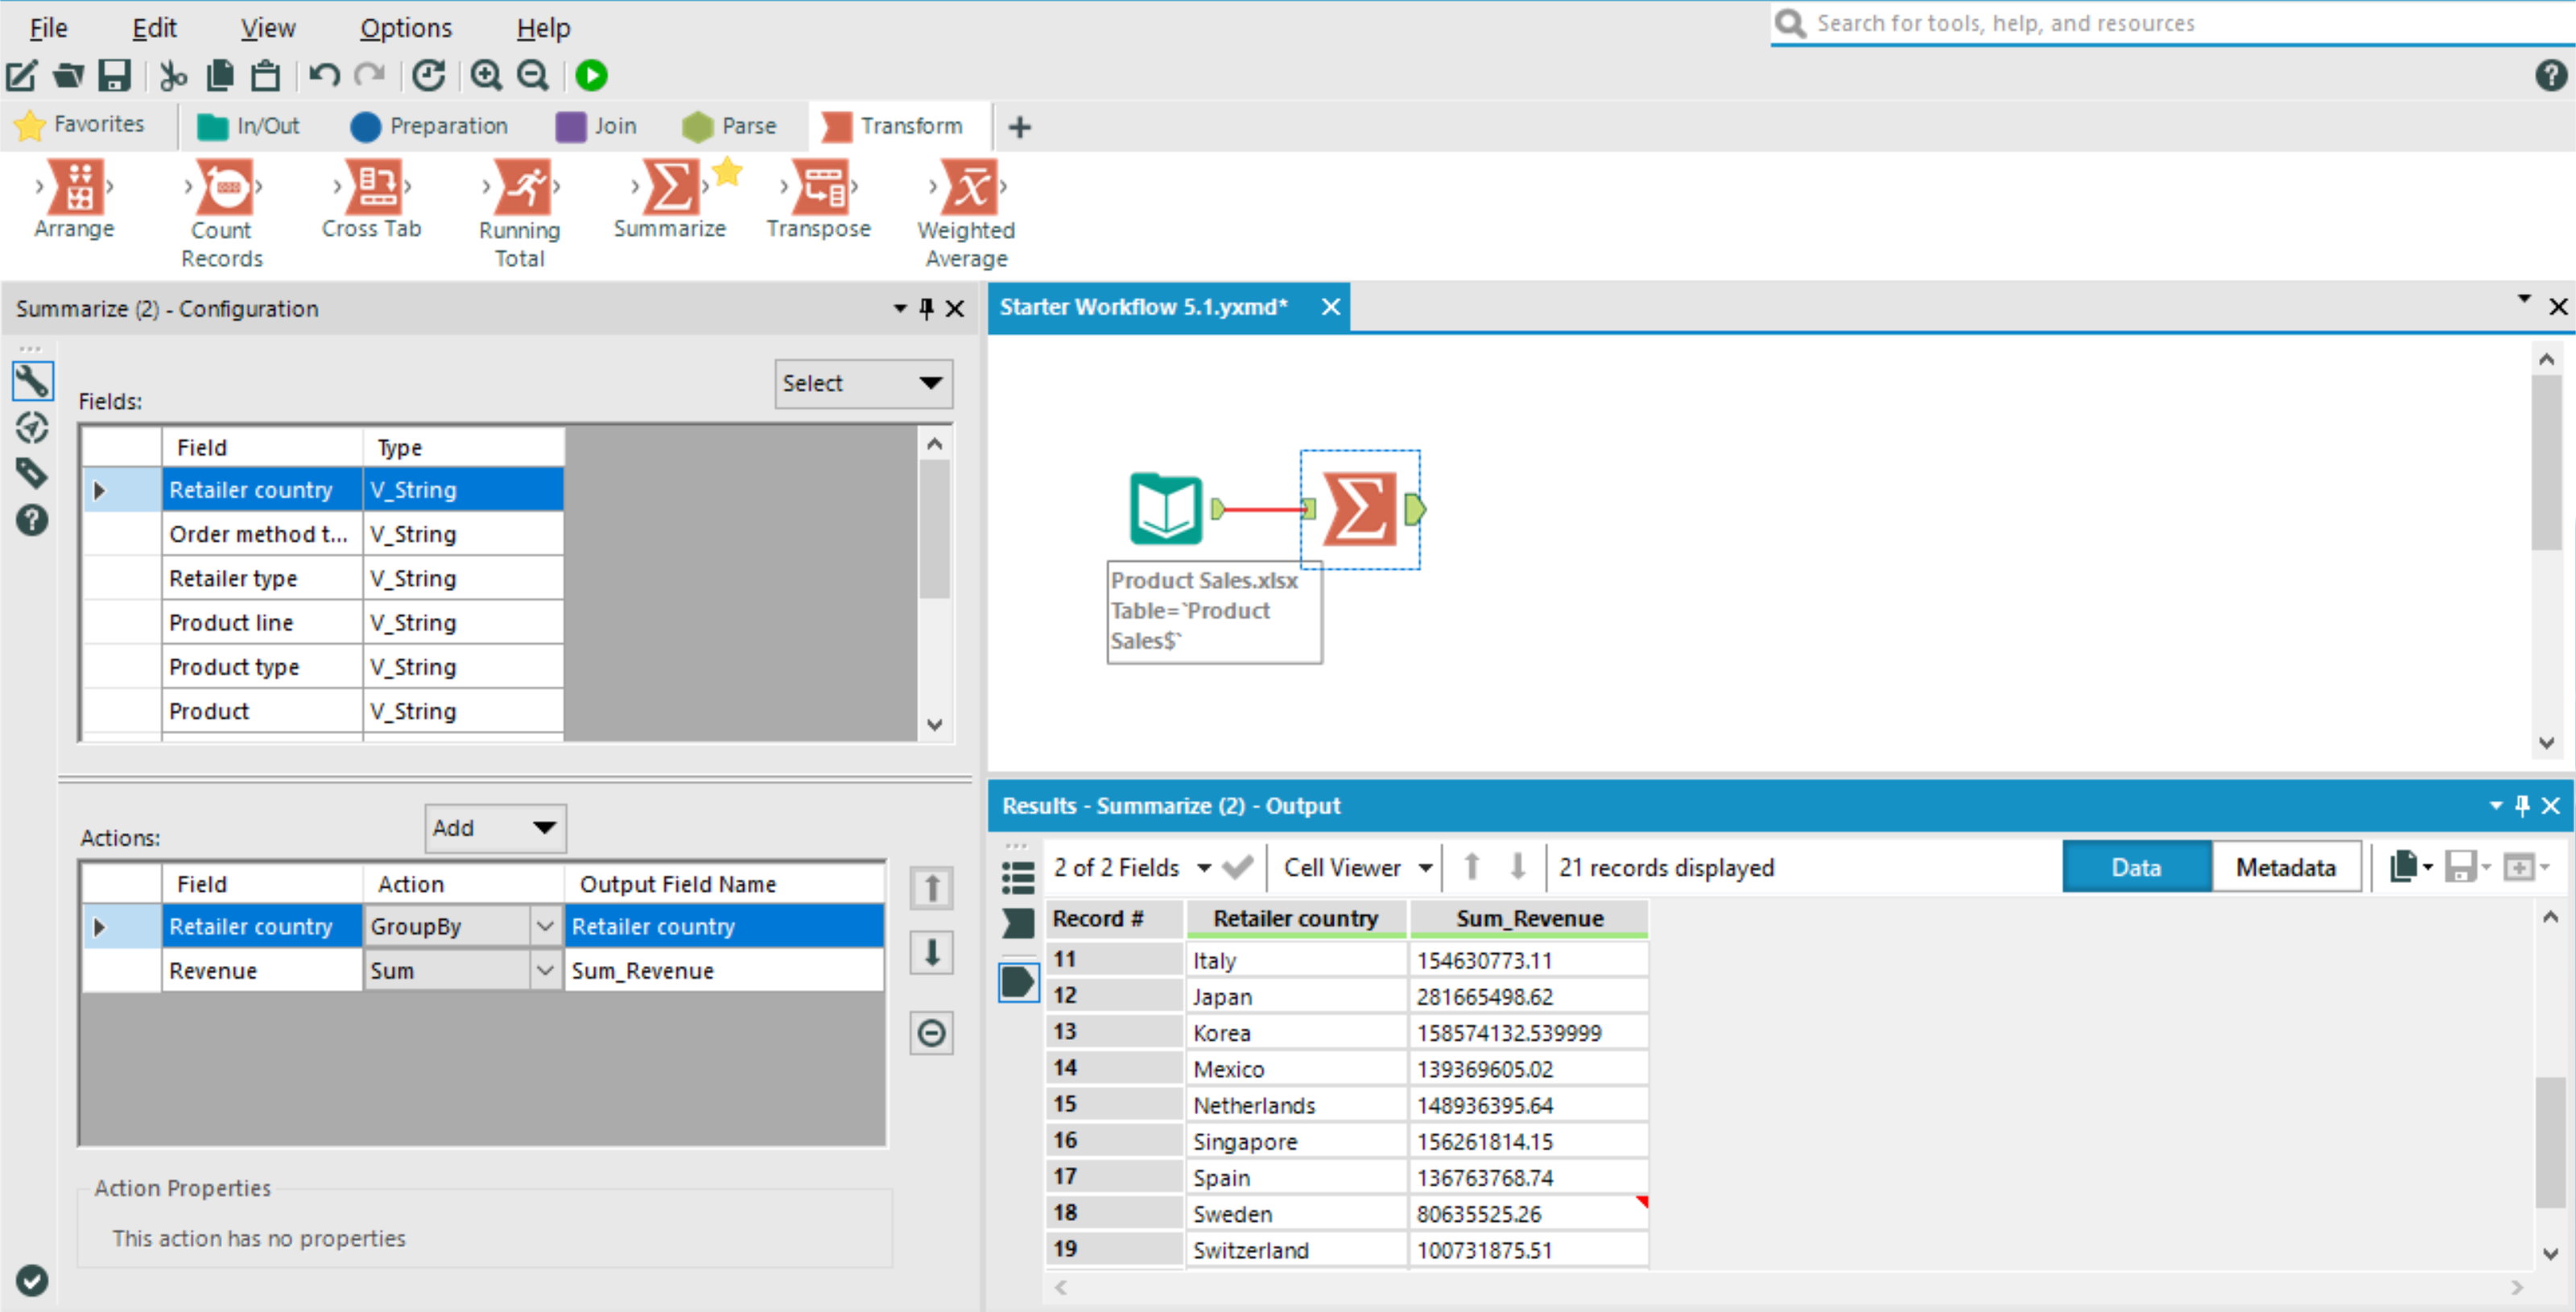 File Edit View Options Help
Search for tools, help, and resources
Favorites In/Out Preparation Join Parse Transform
Arrange Count Records Cross Tab Running Total Summarize Transpose Weighted Average
Summarize (2) - Configuration
Select
Fields:
Field Type
Retailer country V_String
Order method t... V_String
Retailer type V_String
Product line V_String
Product type V_String
Product V_String
Add
Actions:
Field Action Output Field Name
Retailer country GroupBy Retailer country
Revenue Sum Sum_Revenue
Action Properties
This action has no properties
Starter Workflow 5.1.yxmd*
Product Sales.xlsx
Table=`Product
Sales$`
Results - Summarize (2) - Output
2 of 2 Fields Cell Viewer 21 records displayed Data Metadata
Record # Retailer country Sum_Revenue
11 Italy 154630773.11
12 Japan 281665498.62
13 Korea 158574132.539999
14 Mexico 139369605.02
15 Netherlands 148936395.64
16 Singapore 156261814.15
17 Spain 136763768.74
18 Sweden 80635525.26
19 Switzerland 100731875.51